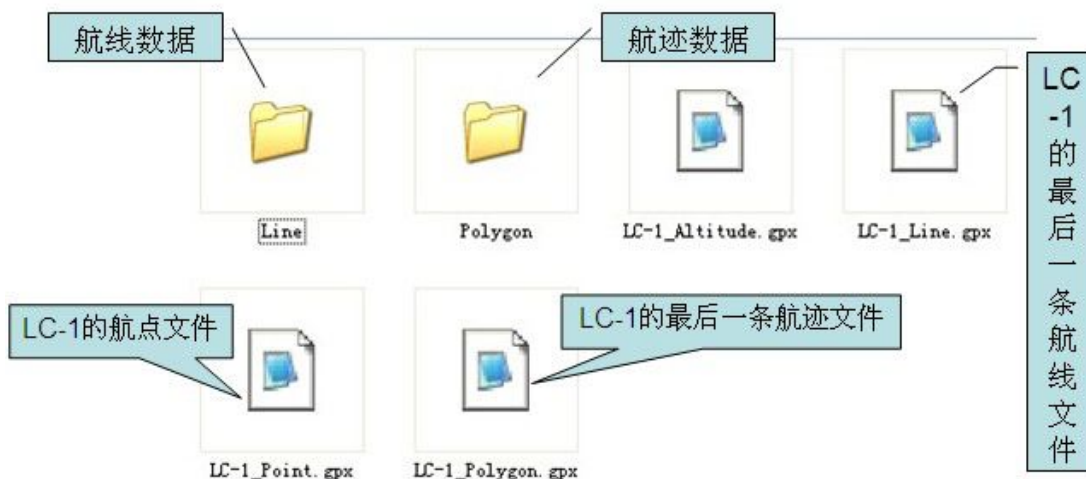 航线数据
航迹数据
LC
-1
的
最
后
一
条
航
线
文
件
Line
Polygon
LC-1_Altitude.gpx
LC-1_Line.gpx
LC-1的航点文件
LC-1的最后一条航迹文件
LC-1_Point.gpx
LC-1_Polygon.gpx